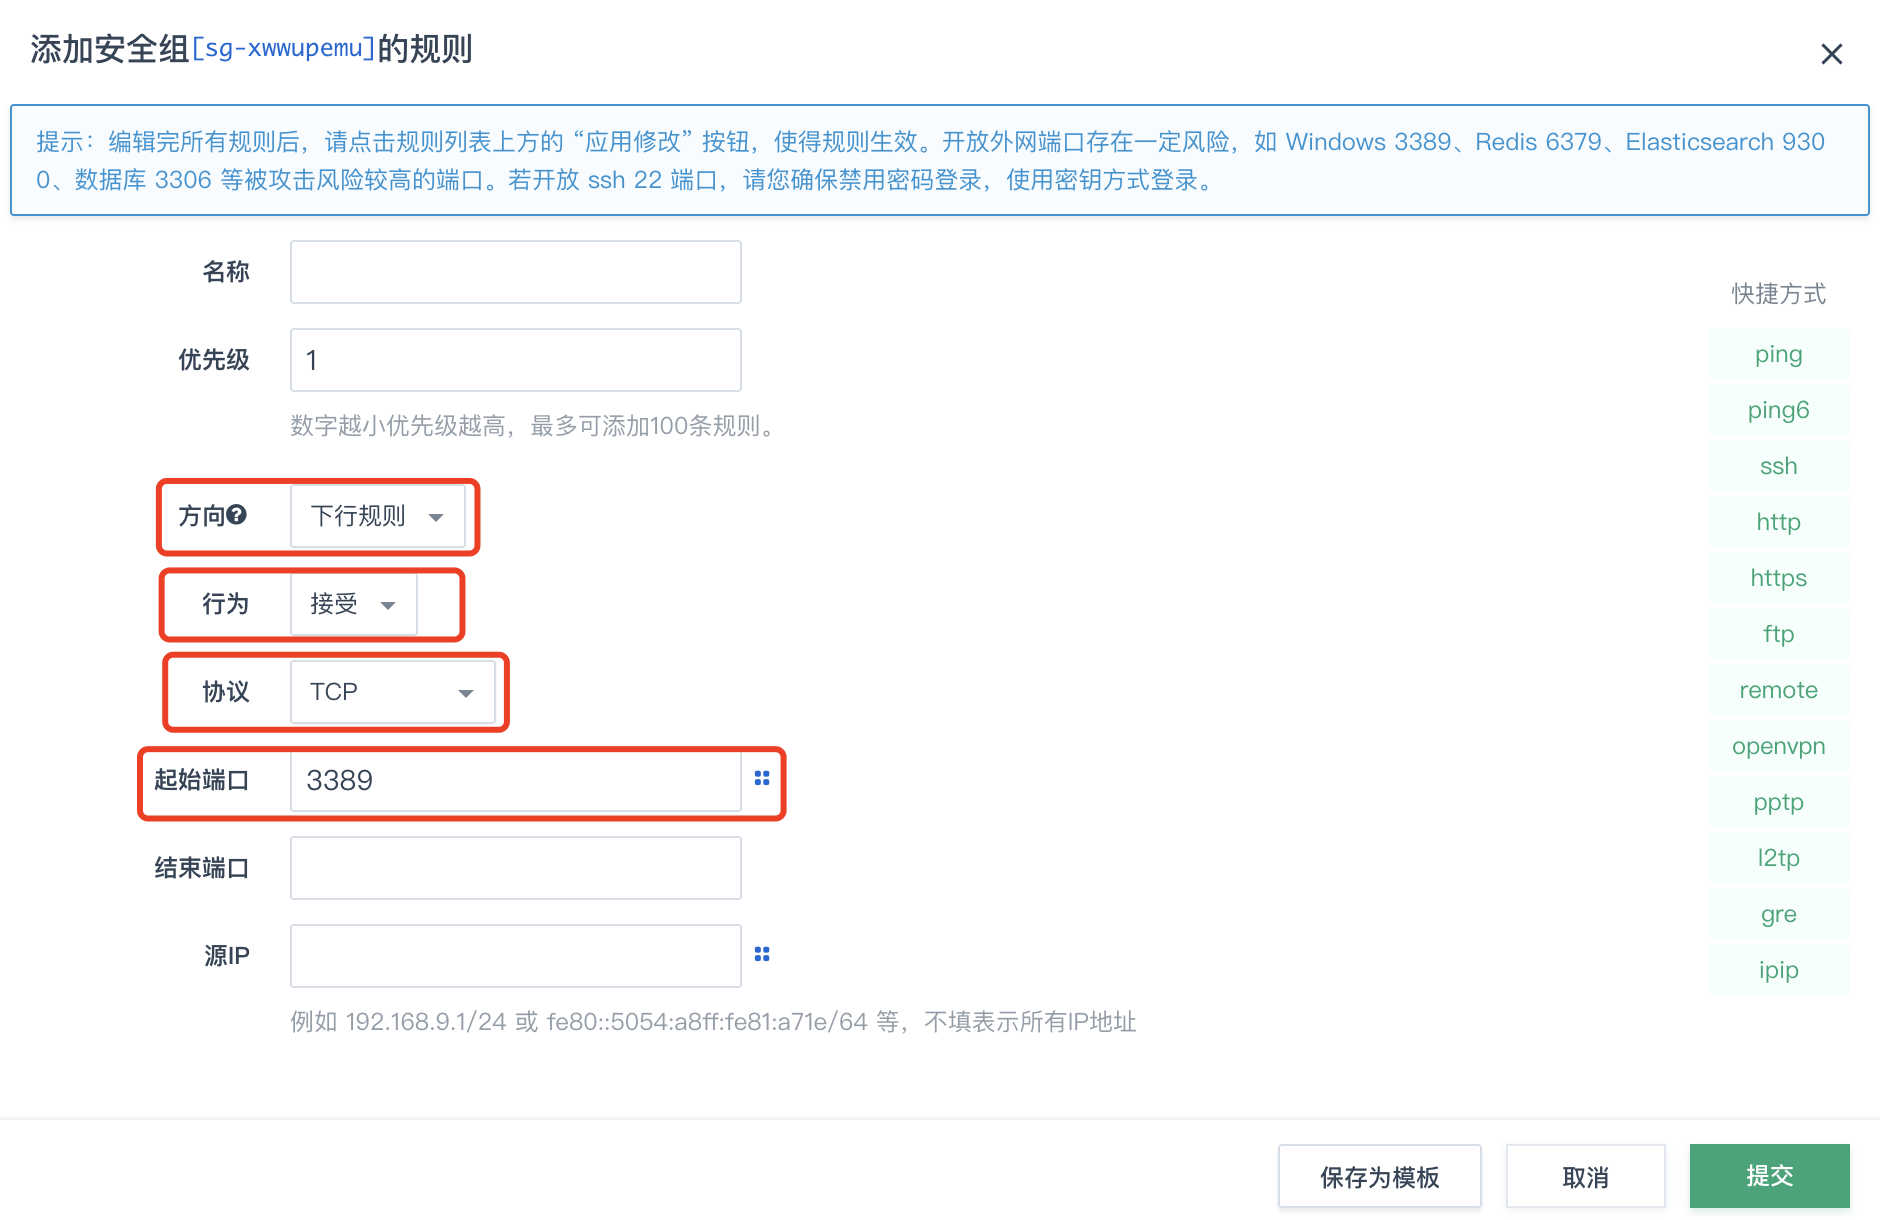 添加安全组[sg-xwwupemu]的规则
提示：编辑完所有规则后，请点击规则列表上方的 “应用修改” 按钮，使得规则生效。开放外网端口存在一定风险，如 Windows 3389、Redis 6379、Elasticsearch 930
0、数据库 3306 等被攻击风险较高的端口。若开放 ssh 22 端口，请您确保禁用密码登录，使用密钥方式登录。
名称
优先级 1
数字越小优先级越高，最多可添加100条规则。
方向 下行规则
行为 接受
协议 TCP
起始端口 3389
结束端口
源IP
例如 192.168.9.1/24 或 fe80::5054:a8ff:fe81:a71e/64 等，不填表示所有IP地址
快捷方式
ping
ping6
ssh
http
https
ftp
remote
openvpn
pptp
l2tp
gre
ipip
保存为模板 取消 提交